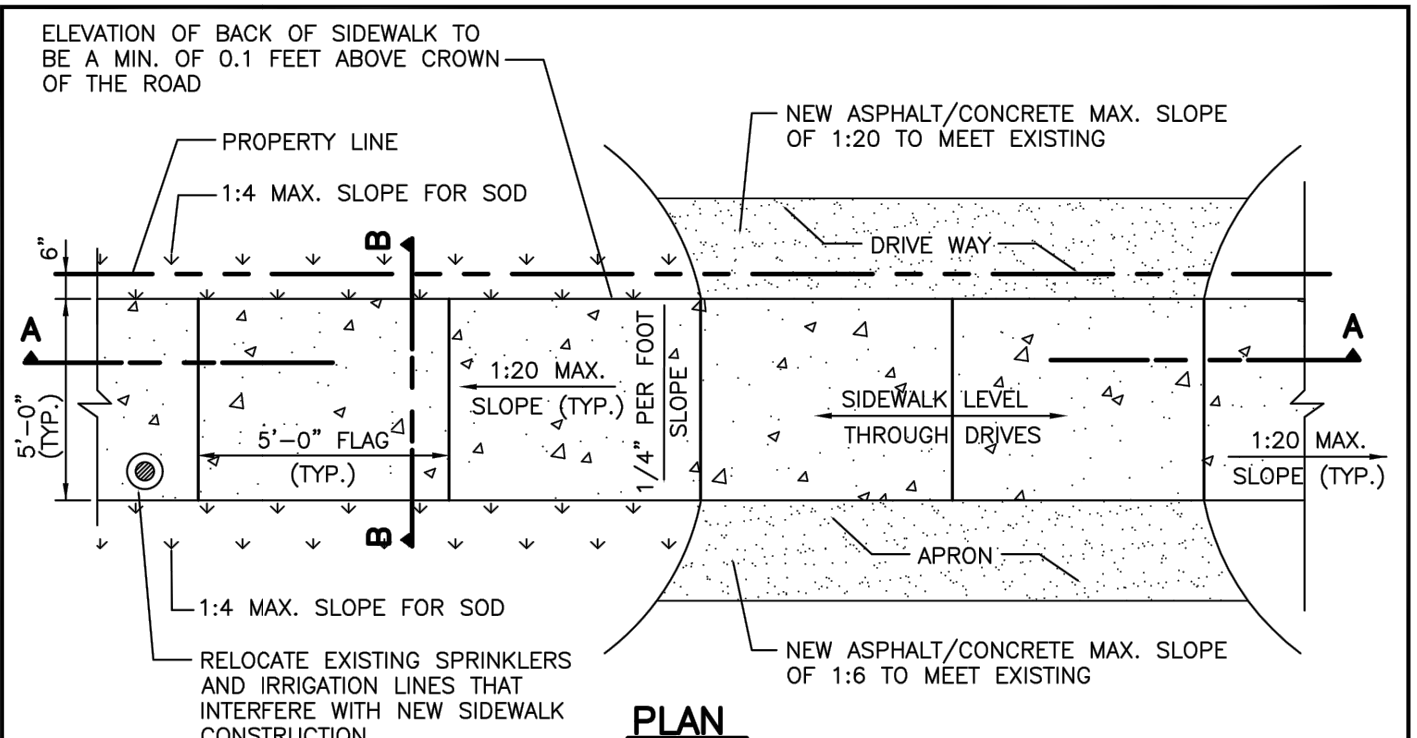 ELEVATION OF BACK OF SIDEWALK TO
BE A MIN. OF 0.1 FEET ABOVE CROWN
OF THE ROAD
PROPERTY LINE
1:4 MAX. SLOPE FOR SOD
NEW ASPHALT/CONCRETE MAX. SLOPE
OF 1:20 TO MEET EXISTING
6"
B
DRIVE WAY
A
A
5'-0"
(TYP.)
5'-0" FLAG
(TYP.)
1:20 MAX.
SLOPE (TYP.)
1/4" PER FOOT
SLOPE
SIDEWALK LEVEL
THROUGH DRIVES
1:20 MAX.
SLOPE (TYP.)
B
APRON
1:4 MAX. SLOPE FOR SOD
RELOCATE EXISTING SPRINKLERS
AND IRRIGATION LINES THAT
INTERFERE WITH NEW SIDEWALK
CONSTRUCTION
NEW ASPHALT/CONCRETE MAX. SLOPE
OF 1:6 TO MEET EXISTING
PLAN